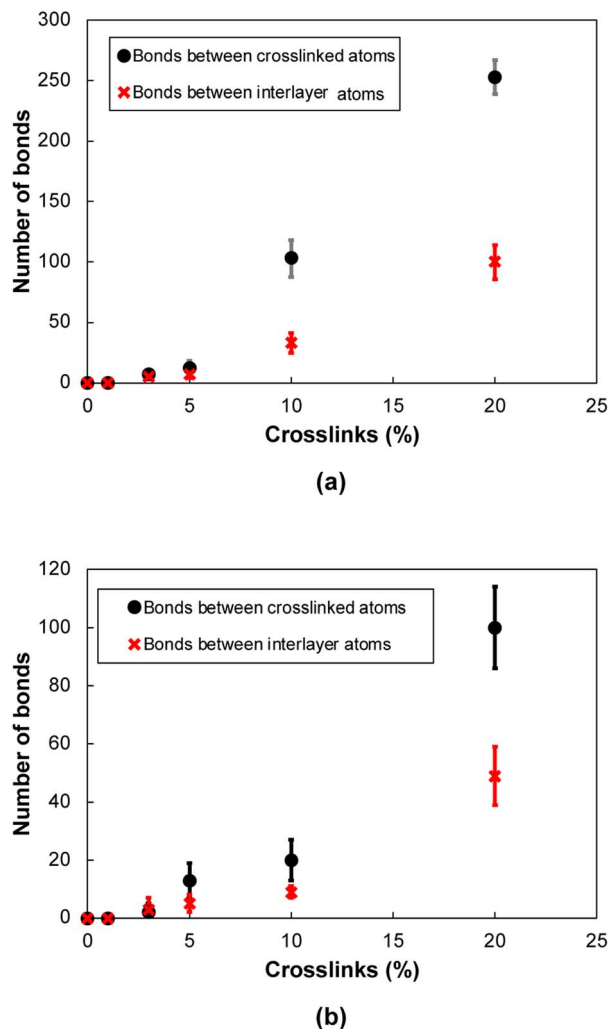 300
250
200
150
100
50
0
Number of bonds
Bonds between crosslinked atoms
Bonds between interlayer atoms
0 5 10 15 20 25
Crosslinks (%)
(a)
120
100
80
60
40
20
0
Number of bonds
Bonds between crosslinked atoms
Bonds between interlayer atoms
0 5 10 15 20 25
Crosslinks (%)
(b)